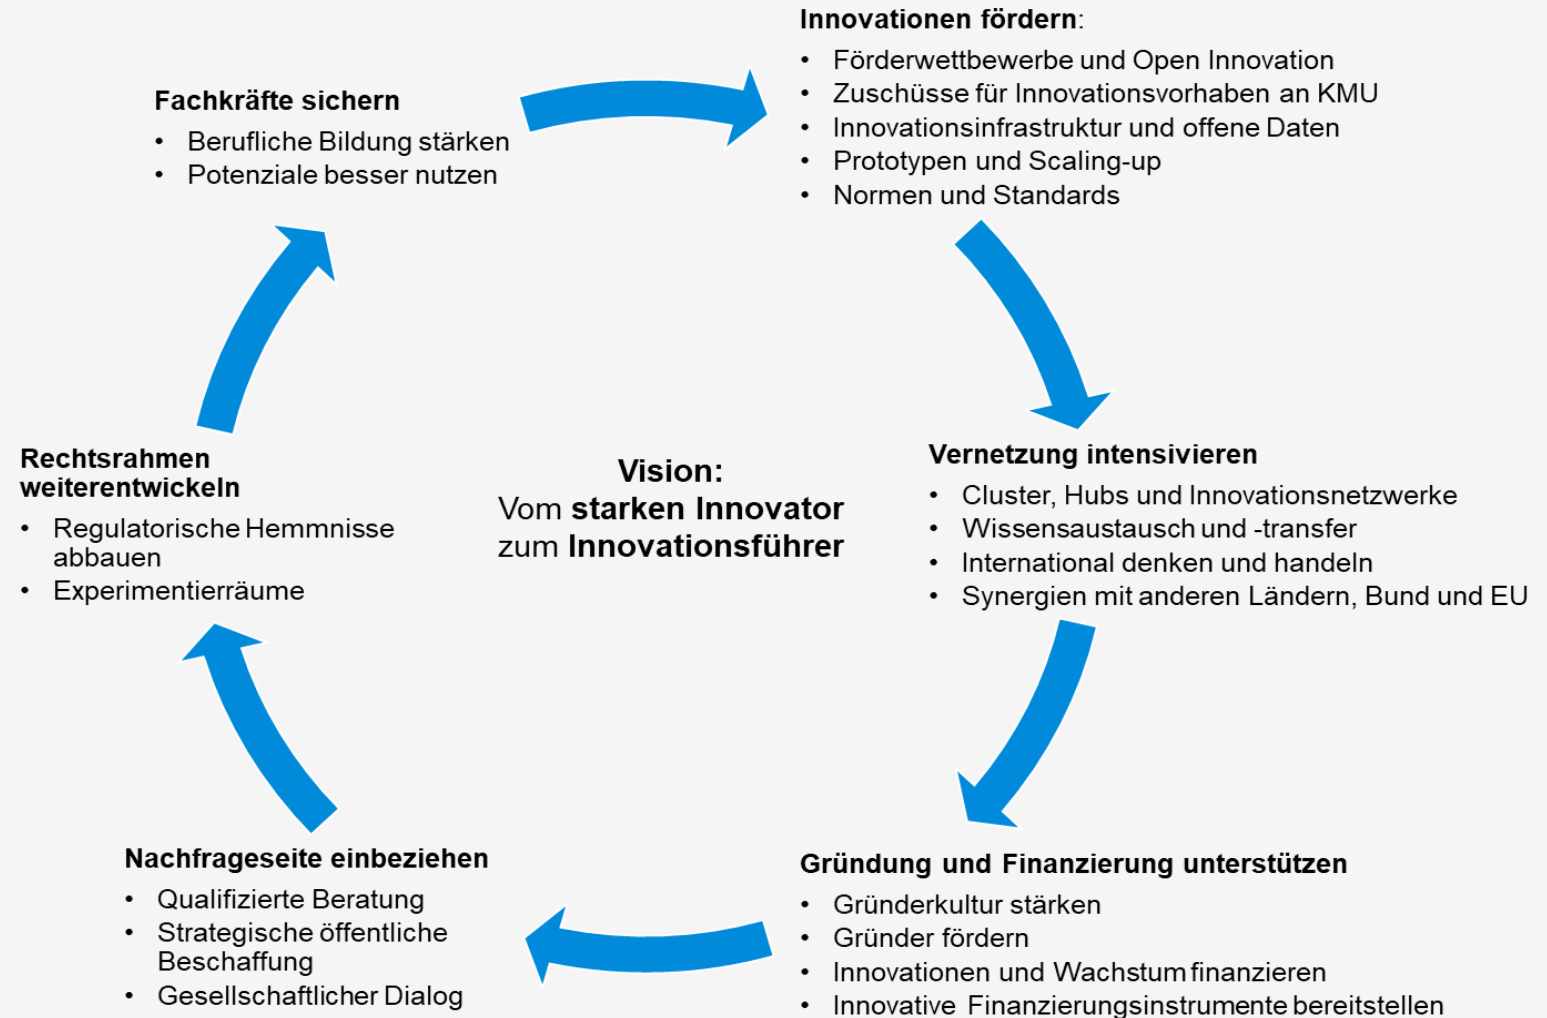 Innovationen fördern:
• Förderwettbewerbe und Open Innovation
• Zuschüsse für Innovationsvorhaben an KMU
• Innovationsinfrastruktur und offene Daten
• Prototypen und Scaling-up
• Normen und Standards
Vernetzung intensivieren
• Cluster, Hubs und Innovationsnetzwerke
• Wissensaustausch und -transfer
• International denken und handeln
• Synergien mit anderen Ländern, Bund und EU
Gründung und Finanzierung unterstützen
• Gründerkultur stärken
• Gründer fördern
• Innovationen und Wachstum finanzieren
• Innovative Finanzierungsinstrumente bereitstellen
Nachfrageseite einbeziehen
• Qualifizierte Beratung
• Strategische öffentliche
Beschaffung
• Gesellschaftlicher Dialog
Rechtsrahmen
weiterentwickeln
• Regulatorische Hemmnisse
abbauen
• Experimentierräume
Fachkräfte sichern
• Berufliche Bildung stärken
• Potenziale besser nutzen
Vision:
Vom starken Innovator
zum Innovationsführer